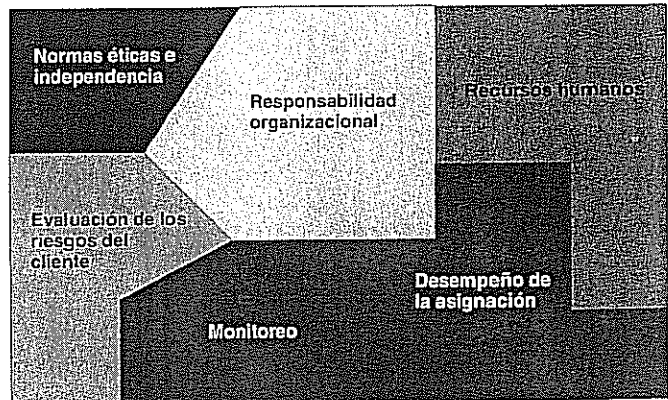 Normas éticas e
independencia
Responsabilidad
organizacional
Recursos humanos
Evaluación de los
riesgos del
cliente
Desempeño de
la asignación
Monitoreo